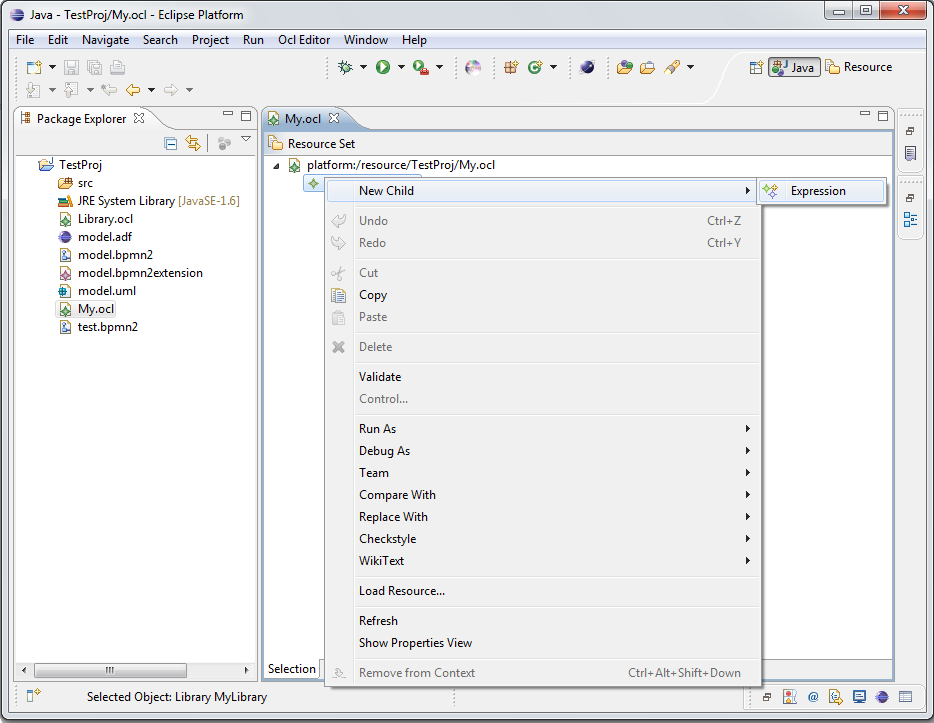 Java - TestProj/My.ocl - Eclipse Platform
File Edit Navigate Search Project Run Ocl Editor Window Help
Java Resource
Package Explorer
My.ocl
Resource Set
TestProj
src
JRE System Library [JavaSE-1.6]
Library.ocl
model.adf
model.bpmn2
model.bpmn2extension
model.uml
My.ocl
test.bpmn2
platform:/resource/TestProj/My.ocl
New Child
Expression
Undo Ctrl+Z
Redo Ctrl+Y
Cut
Copy
Paste
Delete
Validate
Control...
Run As
Debug As
Team
Compare With
Replace With
Checkstyle
WikiText
Load Resource...
Refresh
Show Properties View
Remove from Context Ctrl+Alt+Shift+Down
Selection
Selected Object: Library MyLibrary